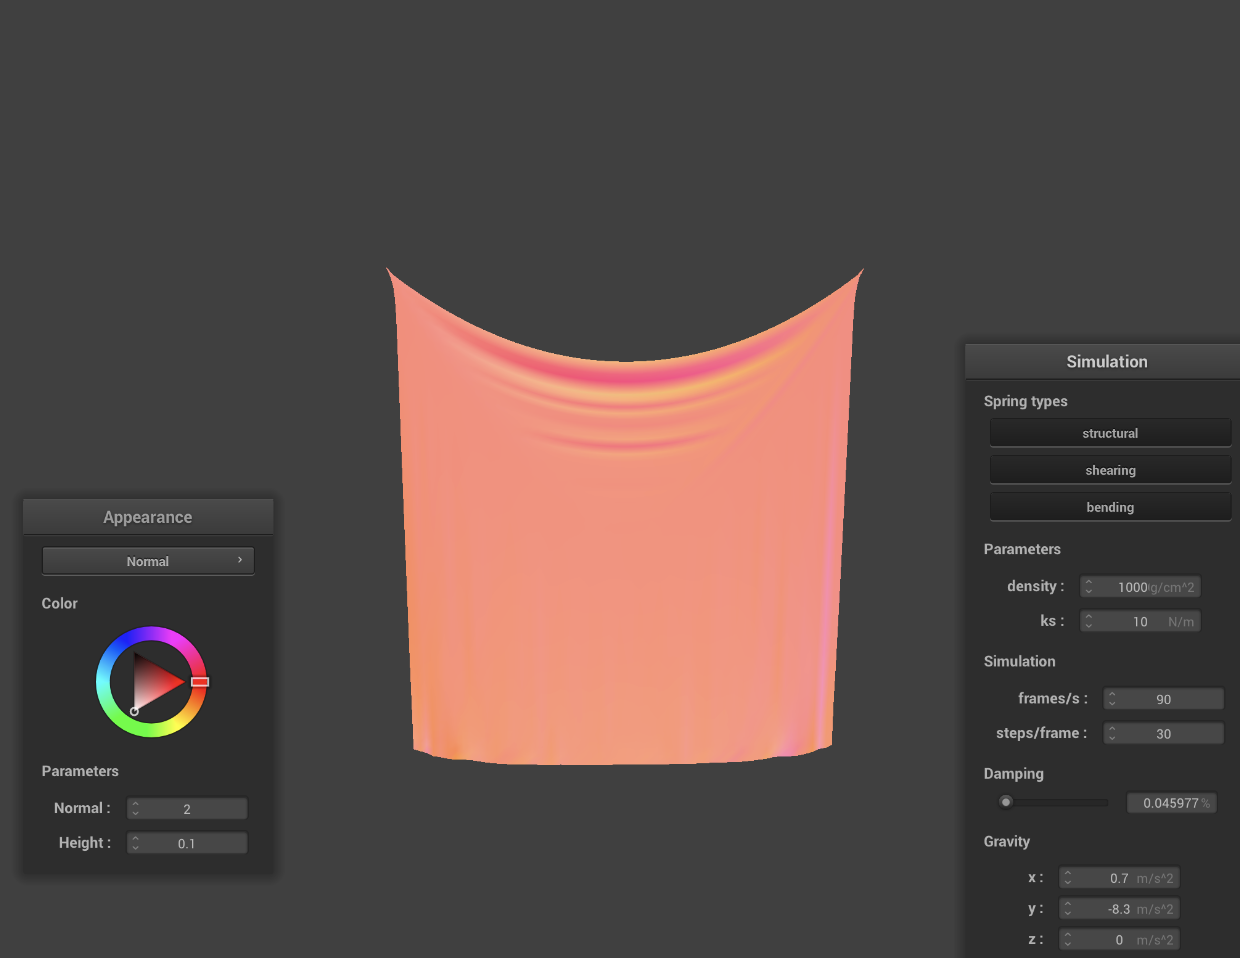 Appearance
Normal
Color
Parameters
Normal : 2
Height : 0.1
Simulation
Spring types
structural
shearing
bending
Parameters
density : 1000 g/cm^2
ks : 10 N/m
Simulation
frames/s : 90
steps/frame : 30
Damping
0.045977 %
Gravity
x : 0.7 m/s^2
y : -8.3 m/s^2
z : 0 m/s^2